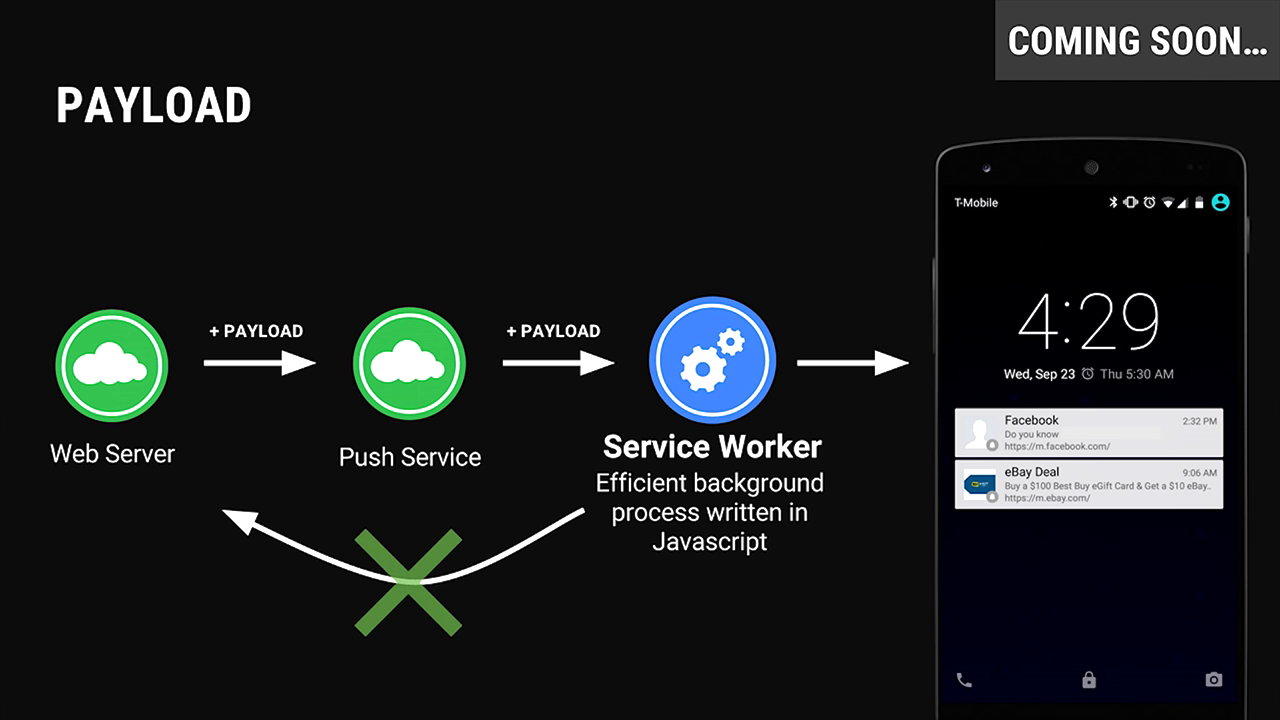 COMING SOON...
PAYLOAD
+ PAYLOAD
+ PAYLOAD
Web Server
Push Service
Service Worker
Efficient background
process written in
Javascript
T-Mobile
4:29
Wed, Sep 23 Thu 5:30 AM
Facebook 2:32 PM
Do you know
https://m.facebook.com/
eBay Deal 9:06 AM
Buy a $100 Best Buy eGift Card & Get a $10 eBay..
https://m.ebay.com/